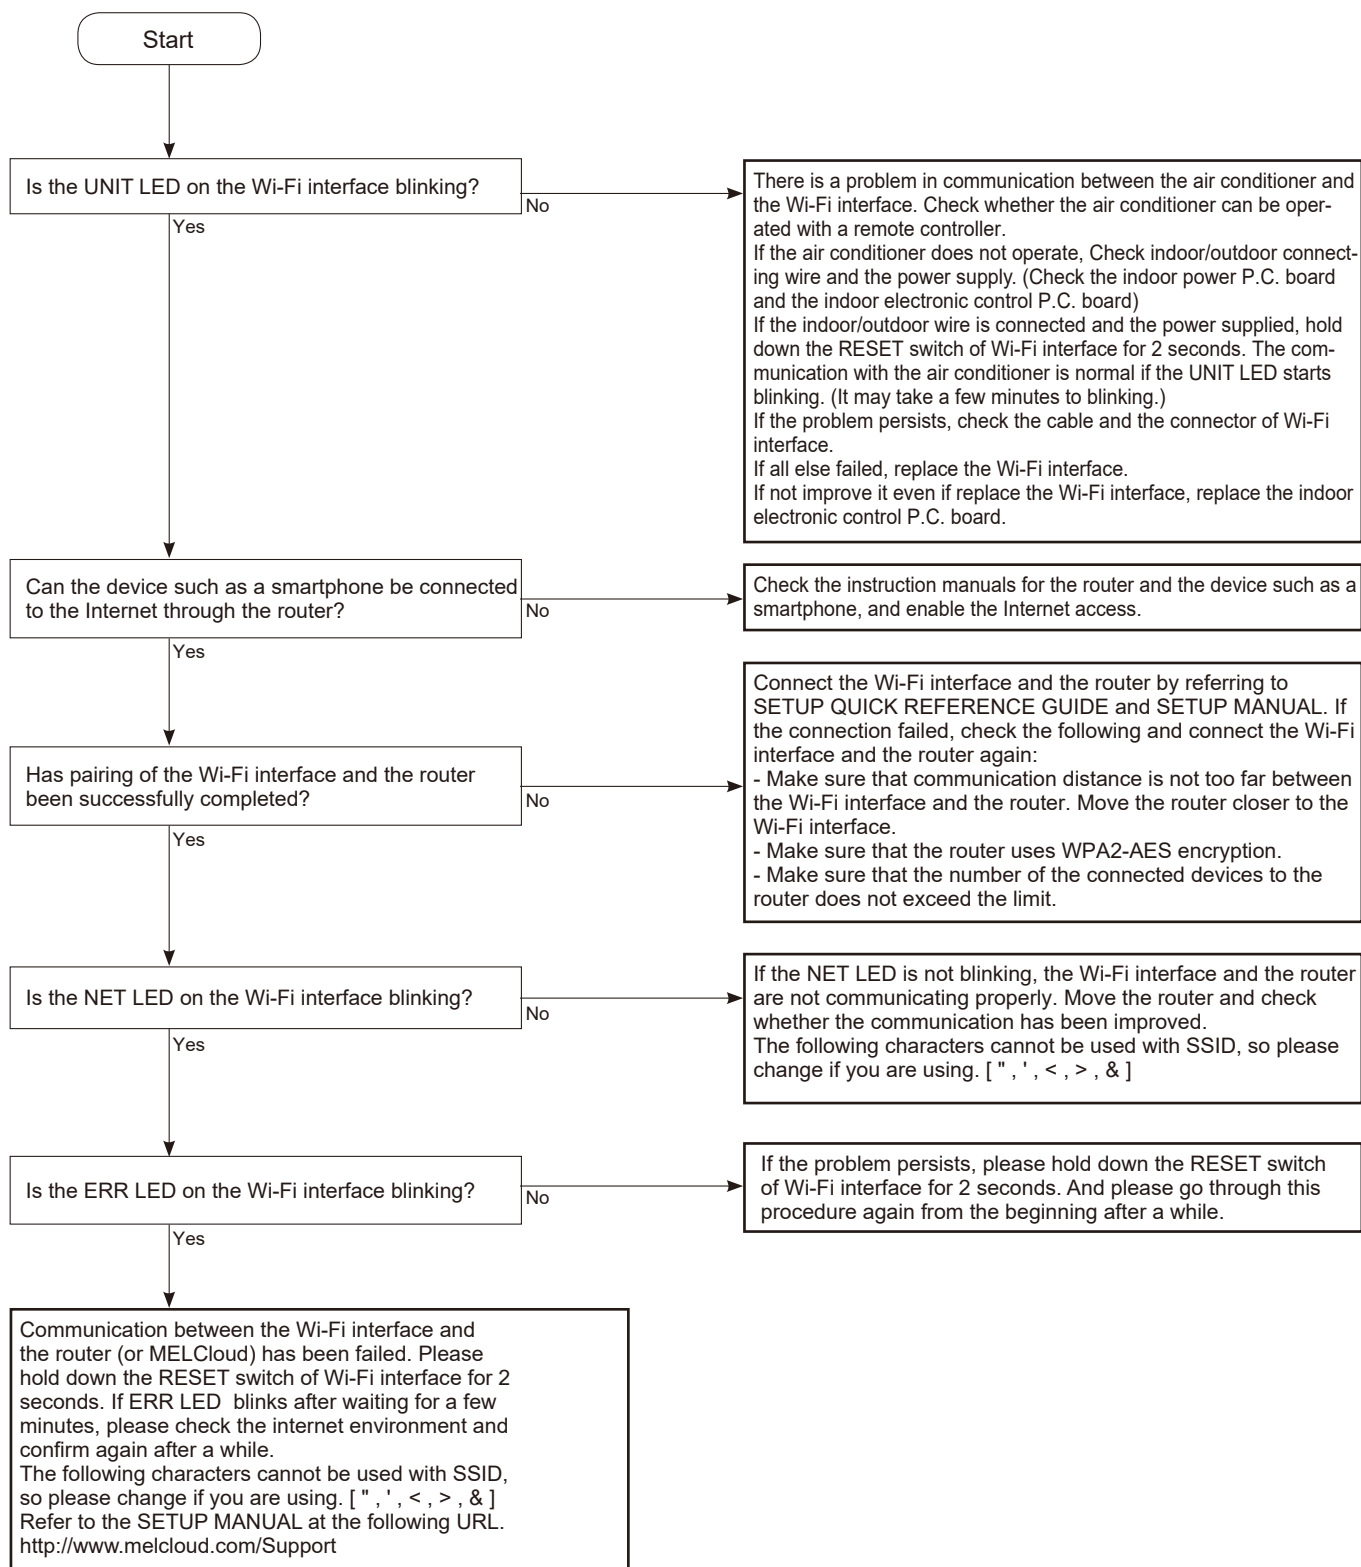 Start
Is the UNIT LED on the Wi-Fi interface blinking?
No
Yes
There is a problem in communication between the air conditioner and
the Wi-Fi interface. Check whether the air conditioner can be oper-
ated with a remote controller.
If the air conditioner does not operate, Check indoor/outdoor connect-
ing wire and the power supply. (Check the indoor power P.C. board
and the indoor electronic control P.C. board)
If the indoor/outdoor wire is connected and the power supplied, hold
down the RESET switch of Wi-Fi interface for 2 seconds. The com-
munication with the air conditioner is normal if the UNIT LED starts
blinking. (It may take a few minutes to blinking.)
If the problem persists, check the cable and the connector of Wi-Fi
interface.
If all else failed, replace the Wi-Fi interface.
If not improve it even if replace the Wi-Fi interface, replace the indoor
electronic control P.C. board.
Can the device such as a smartphone be connected
to the Internet through the router?
No
Yes
Check the instruction manuals for the router and the device such as a
smartphone, and enable the Internet access.
Has pairing of the Wi-Fi interface and the router
been successfully completed?
No
Yes
Connect the Wi-Fi interface and the router by referring to
SETUP QUICK REFERENCE GUIDE and SETUP MANUAL. If
the connection failed, check the following and connect the Wi-Fi
interface and the router again:
- Make sure that communication distance is not too far between
the Wi-Fi interface and the router. Move the router closer to the
Wi-Fi interface.
- Make sure that the router uses WPA2-AES encryption.
- Make sure that the number of the connected devices to the
router does not exceed the limit.
Is the NET LED on the Wi-Fi interface blinking?
No
Yes
If the NET LED is not blinking, the Wi-Fi interface and the router
are not communicating properly. Move the router and check
whether the communication has been improved.
The following characters cannot be used with SSID, so please
change if you are using. [ " , ' , < , > , & ]
Is the ERR LED on the Wi-Fi interface blinking?
No
Yes
If the problem persists, please hold down the RESET switch
of Wi-Fi interface for 2 seconds. And please go through this
procedure again from the beginning after a while.
Communication between the Wi-Fi interface and
the router (or MELCloud) has been failed. Please
hold down the RESET switch of Wi-Fi interface for 2
seconds. If ERR LED  blinks after waiting for a few
minutes, please check the internet environment and
confirm again after a while.
The following characters cannot be used with SSID,
so please change if you are using. [ " , ' , < , > , & ]
Refer to the SETUP MANUAL at the following URL.
http://www.melcloud.com/Support